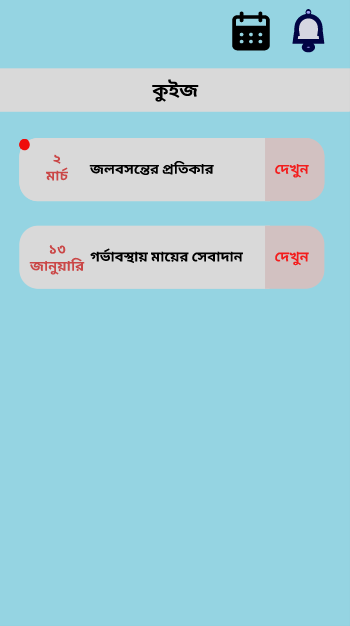 কুইজ
২
মার্চ
জলবসন্তের প্রতিকার
দেখুন
১৩
জানুয়ারি
গর্ভাবস্থায় মায়ের সেবাদান
দেখুন